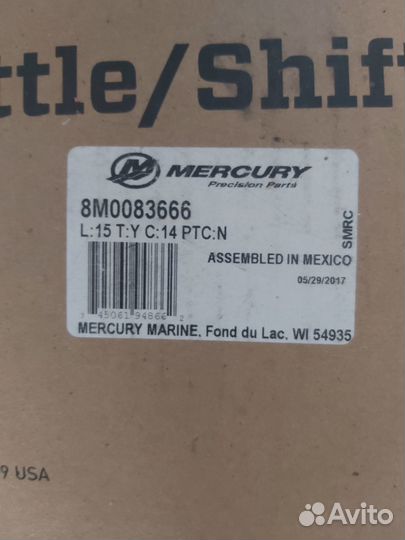 ttle/Shift
MERCURY
Precision Parts
8M0083666
L:15 T:Y C:14 PTC:N
SMRC
ASSEMBLED IN MEXICO
05/29/2017
7 45061 94866 2
MERCURY MARINE, Fond du Lac, WI 54935
9 USA
Avito